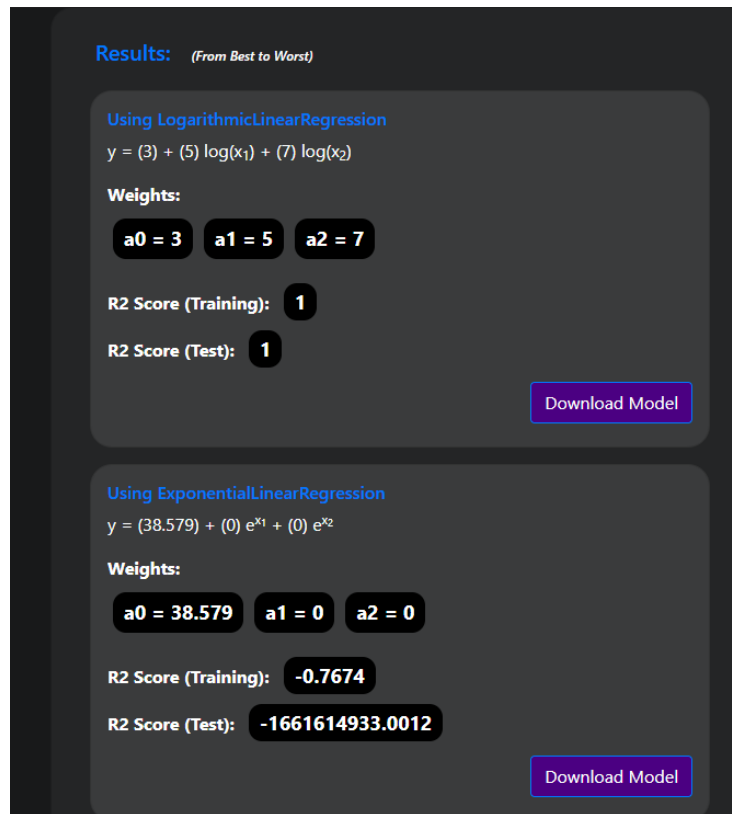 Results: (From Best to Worst)
Using LogarithmicLinearRegression
y = (3) + (5) log(x₁) + (7) log(x₂)
Weights:
a0 = 3 a1 = 5 a2 = 7
R2 Score (Training): 1
R2 Score (Test): 1
Download Model
Using ExponentialLinearRegression
y = (38.579) + (0) eˣ¹ + (0) eˣ²
Weights:
a0 = 38.579 a1 = 0 a2 = 0
R2 Score (Training): -0.7674
R2 Score (Test): -1661614933.0012
Download Model